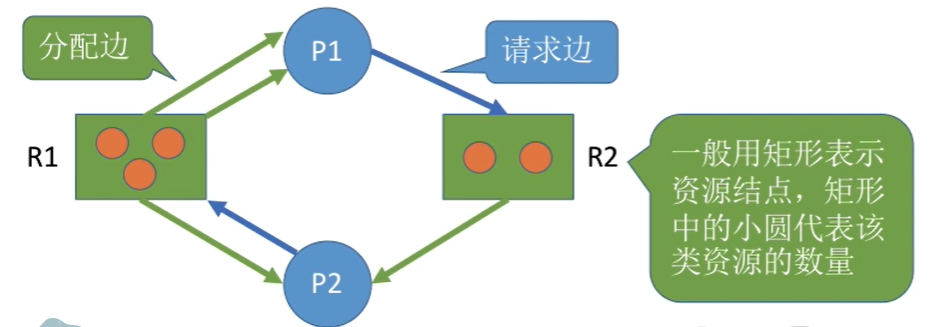 分配边
P1
请求边
R1
R2
一般用矩形表示
资源结点，矩形
中的小圆代表该
类资源的数量
P2